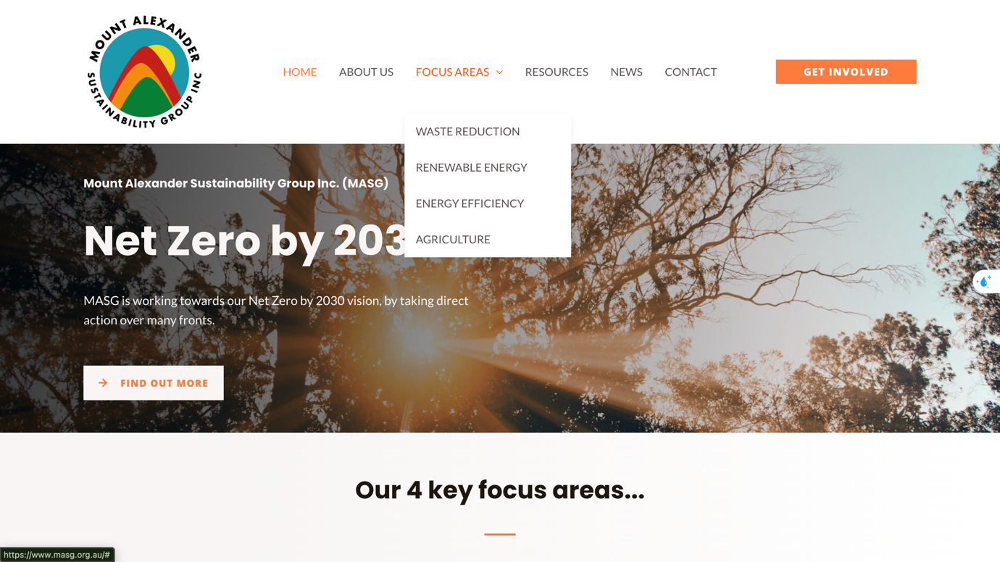 MOUNT ALEXANDER
SUSTAINABILITY GROUP INC
HOME
ABOUT US
FOCUS AREAS
RESOURCES
NEWS
CONTACT
GET INVOLVED
WASTE REDUCTION
RENEWABLE ENERGY
ENERGY EFFICIENCY
AGRICULTURE
Mount Alexander Sustainability Group Inc. (MASG)
Net Zero by 203
MASG is working towards our Net Zero by 2030 vision, by taking direct
action over many fronts.
FIND OUT MORE
Our 4 key focus areas...
https://www.masg.org.au/#